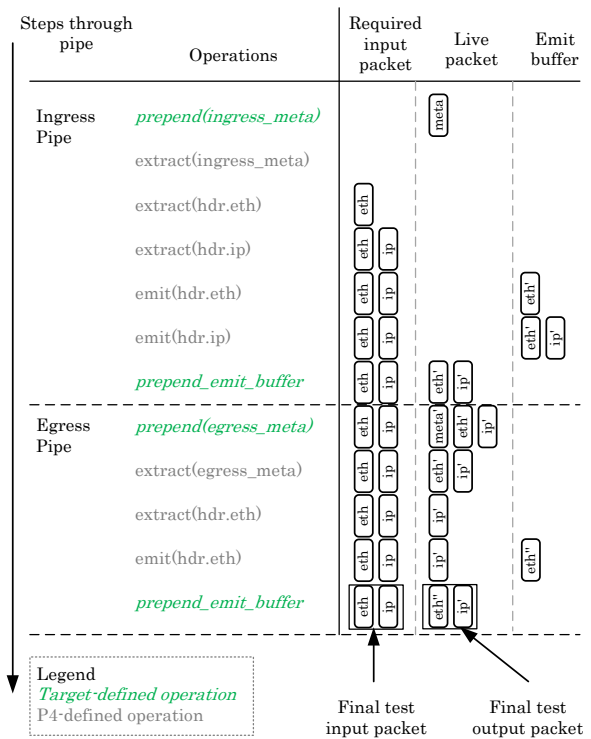 Steps through
pipe
Operations
Required
input
packet
Live
packet
Emit
buffer
Ingress
Pipe
prepend(ingress_meta)
meta
extract(ingress_meta)
extract(hdr.eth)
eth
extract(hdr.ip)
eth ip
emit(hdr.eth)
eth ip eth'
emit(hdr.ip)
eth ip eth' ip'
prepend_emit_buffer
eth ip eth' ip'
Egress
Pipe
prepend(egress_meta)
eth ip meta' eth' ip'
extract(egress_meta)
eth ip eth' ip'
extract(hdr.eth)
eth ip ip'
emit(hdr.eth)
eth ip ip' eth"
prepend_emit_buffer
eth ip eth" ip'
Legend
Target-defined operation
P4-defined operation
Final test
input packet
Final test
output packet